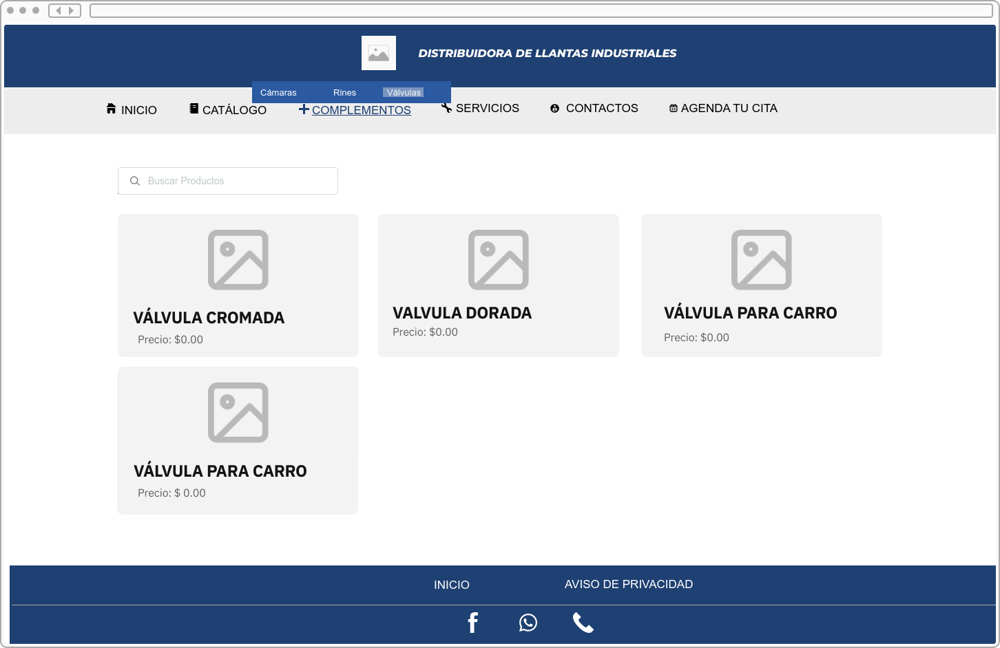 DISTRIBUIDORA DE LLANTAS INDUSTRIALES
Cámaras Rines Válvulas
INICIO CATÁLOGO COMPLEMENTOS SERVICIOS CONTACTOS AGENDA TU CITA
Buscar Productos
VÁLVULA CROMADA
Precio: $0.00
VALVULA DORADA
Precio: $0.00
VÁLVULA PARA CARRO
Precio: $0.00
VÁLVULA PARA CARRO
Precio: $ 0.00
INICIO AVISO DE PRIVACIDAD